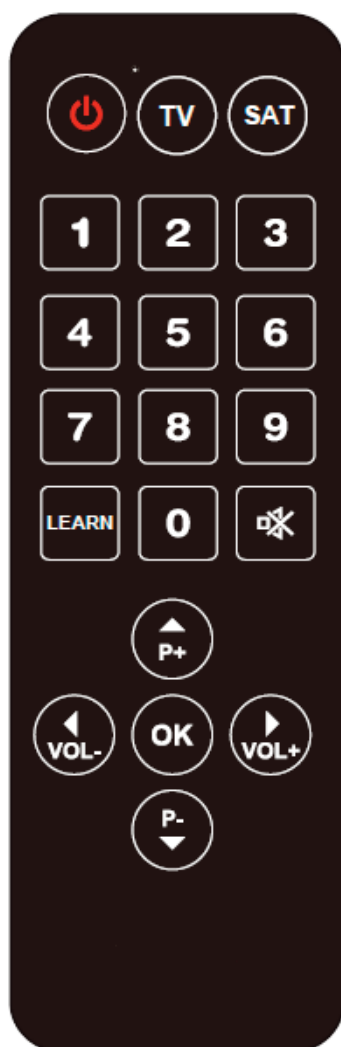 TV SAT
1 2 3
4 5 6
7 8 9
LEARN 0
P+
VOL- OK VOL+
P-